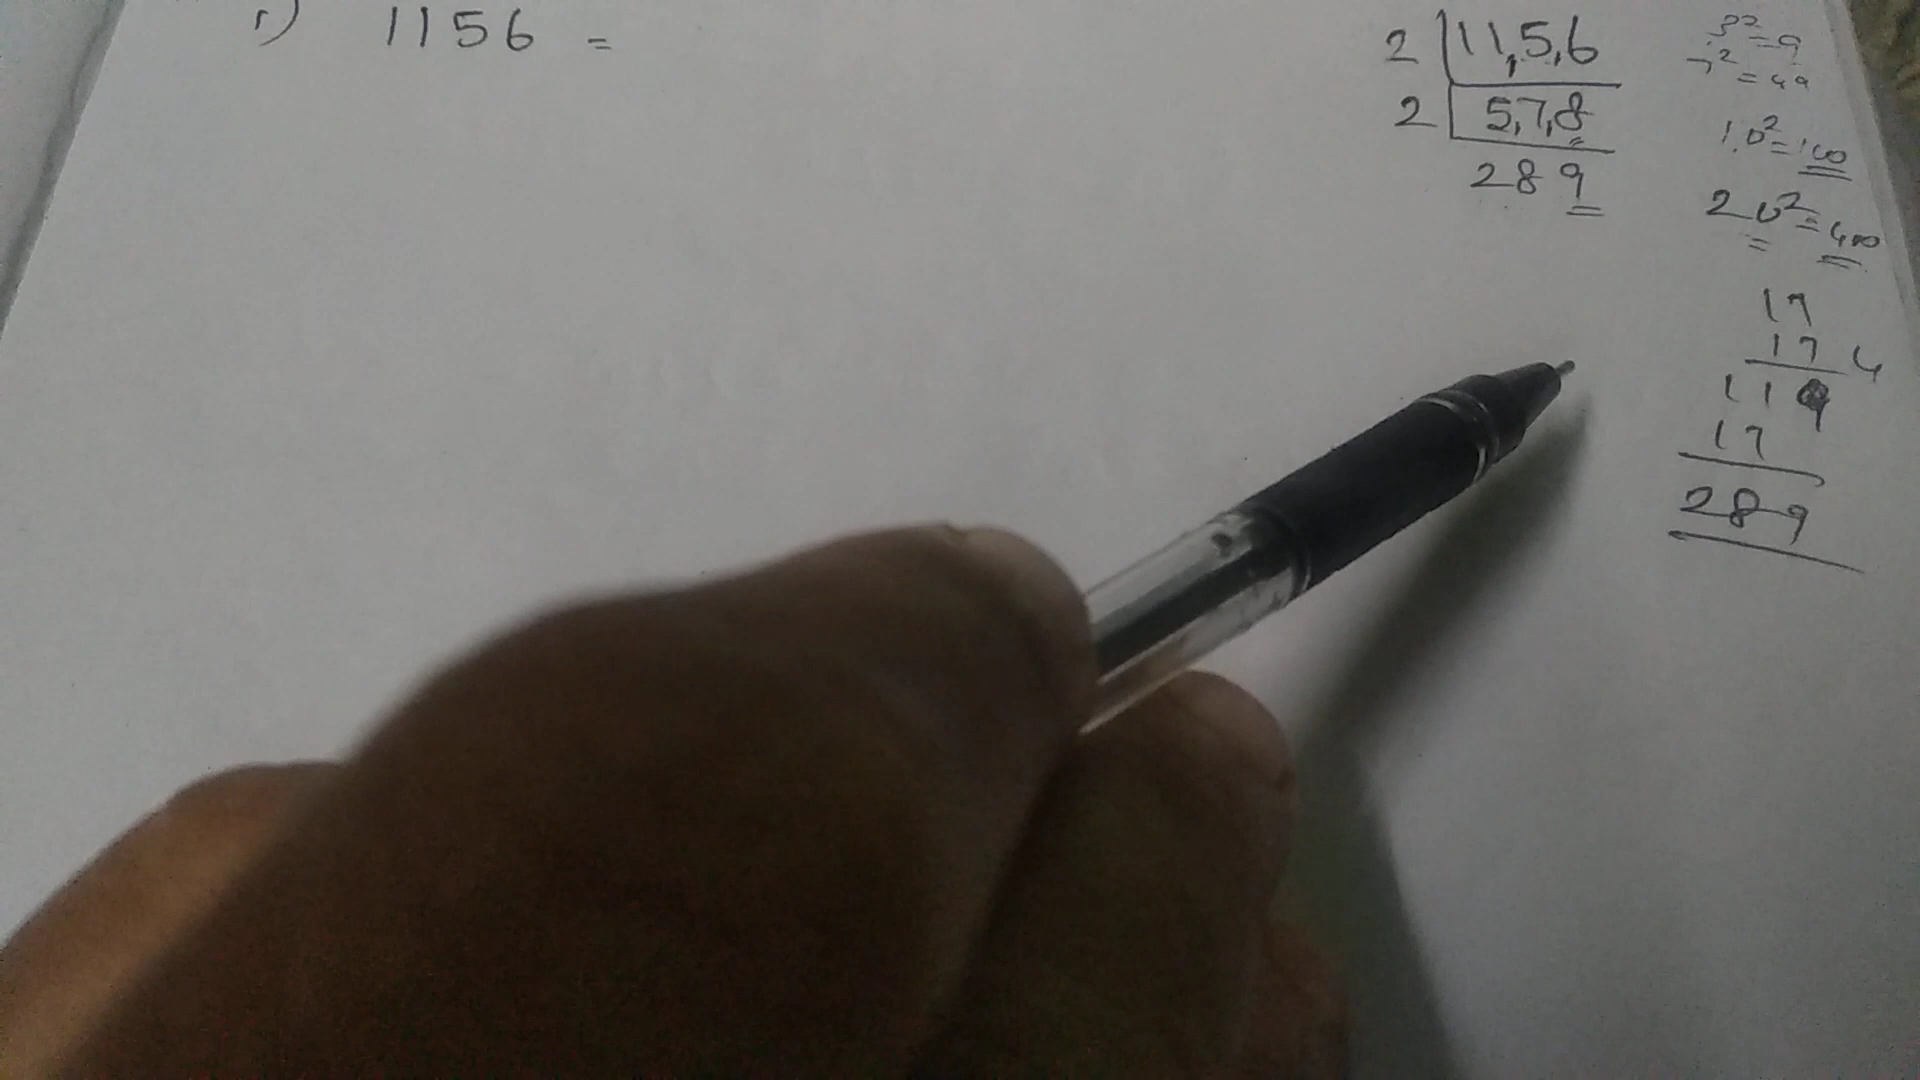 1) 1156 =
2 11,5,6
2 5,7,8
289
3² = 9
7² = 49
10² = 100
20² = 400
17
17
119
17
289